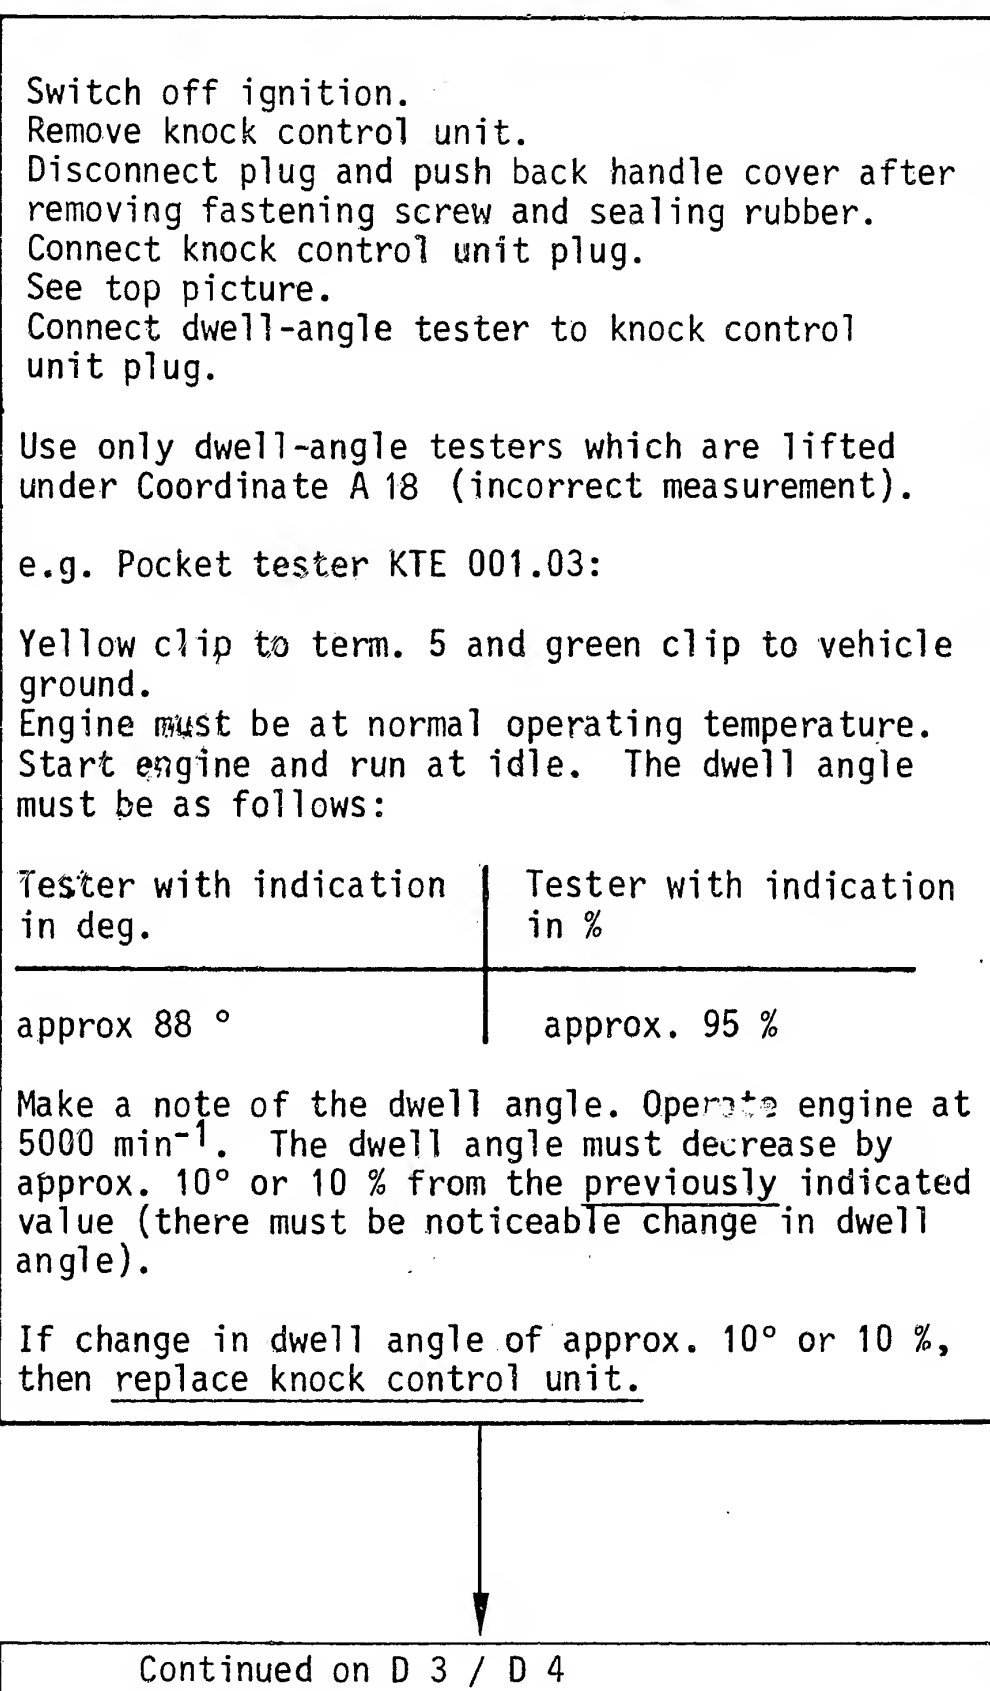 Switch off ignition.
Remove knock control unit.
Disconnect plug and push back handle cover after
removing fastening screw and sealing rubber.
Connect knock control unit plug.
See top picture.
Connect dwell-angle tester to knock control
unit plug.
Use only dwell-angle testers which are lifted
under Coordinate A 18 (incorrect measurement).
e.g. Pocket tester KTE 001.03:
Yellow clip to term. 5 and green clip to vehicle
ground.
Engine must be at normal operating temperature.
Start engine and run at idle. The dwell angle
must be as follows:
Tester with indication | Tester with indication
in deg. | in %
approx 88 ° | approx. 95 %
Make a note of the dwell angle. Operate engine at
5000 min⁻¹. The dwell angle must decrease by
approx. 10° or 10 % from the previously indicated
value (there must be noticeable change in dwell
angle).
If change in dwell angle of approx. 10° or 10 %,
then replace knock control unit.
Continued on D 3 / D 4